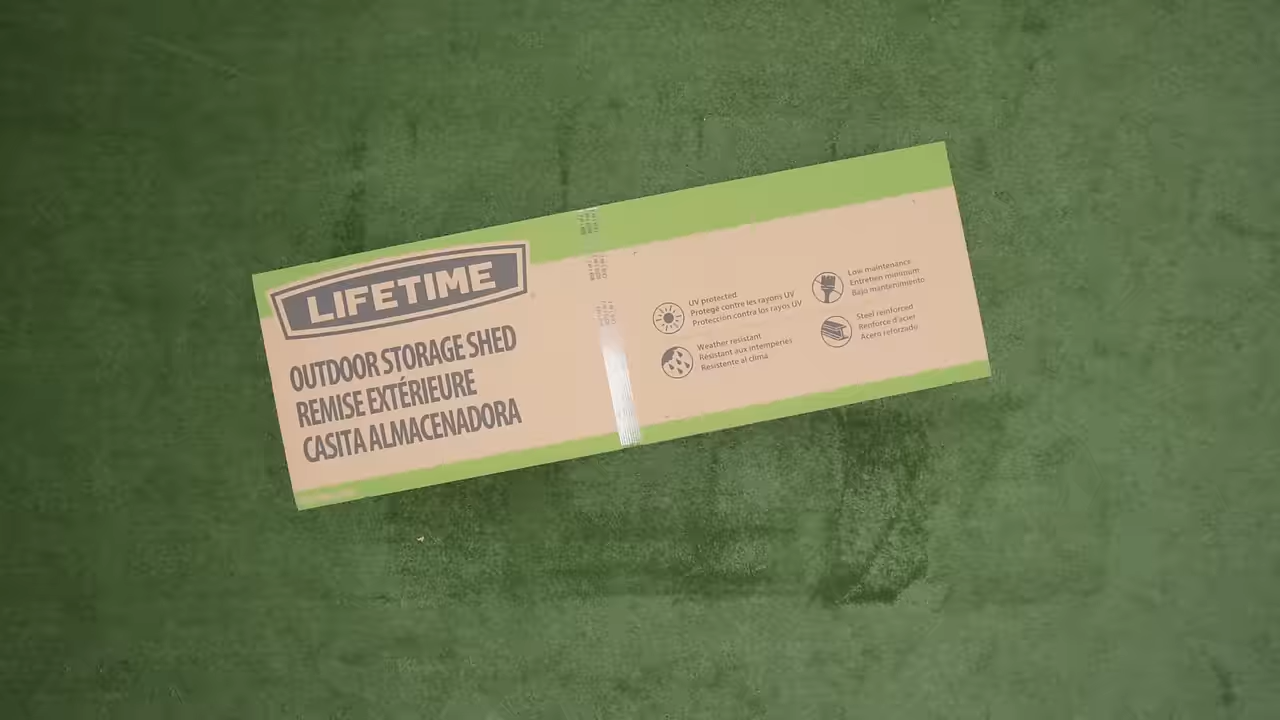 LIFETIME
OUTDOOR STORAGE SHED
REMISE EXTÉRIEURE
CASITA ALMACENADORA
UV protected
Protegé contre les rayons UV
Protección contra los rayos UV
Weather resistant
Résistant aux intempéries
Resistente al clima
Low maintenance
Entretien minimum
Bajo mantenimiento
Steel reinforced
Renforcé d'acier
Acero reforzado